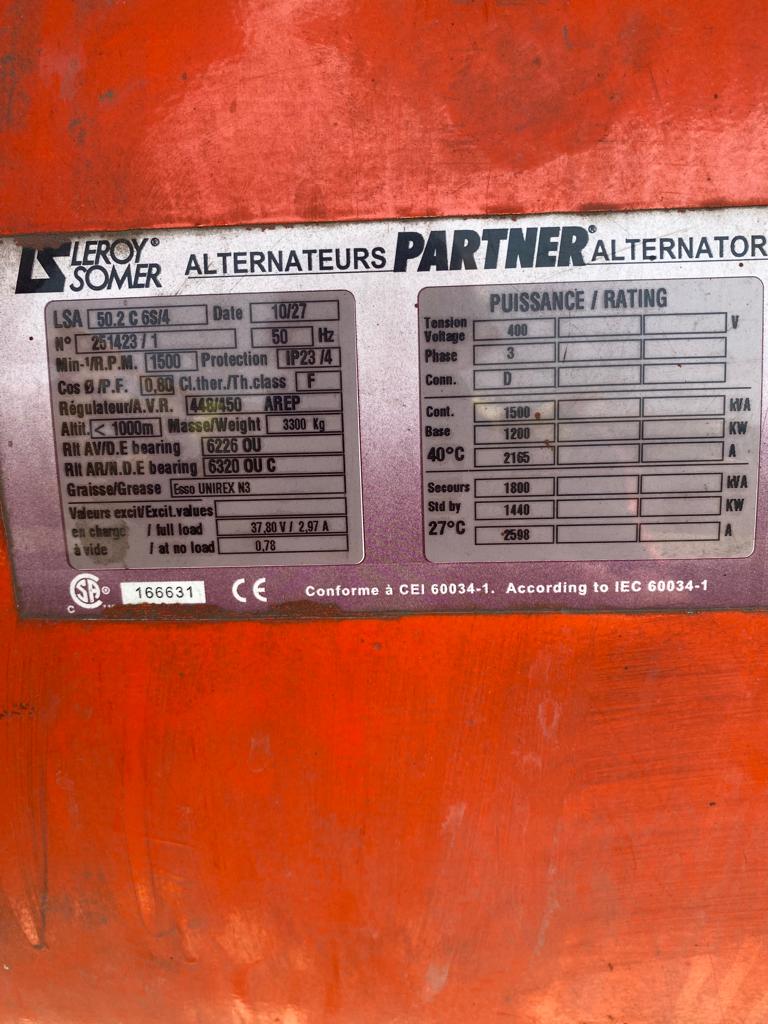 LS LEROY® SOMER ALTERNATEURS PARTNER® ALTERNATOR
LSA 50.2 C 6S/4 Date 10/27
N° 251423 / 1 50 Hz
Min-¹/R.P.M. 1500 Protection IP23 /4
Cos Ø /P.F. 0,80 Cl.ther./Th.class F
Régulateur/A.V.R. 448/450 AREP
Altit. < 1000m Masse/Weight 3300 Kg
Rlt AV/D.E bearing 6226 OU
Rlt AR/N.D.E bearing 6320 OU C
Graisse/Grease Esso UNIREX N3
Valeurs excit/Excit.values
en charge / full load 37,80 V / 2,97 A
à vide / at no load 0,78
PUISSANCE / RATING
Tension Voltage 400 V
Phase 3
Conn. D
Cont. 1500 kVA
Base 1200 KW
40°C 2165 A
Secours 1800 kVA
Std by 1440 KW
27°C 2598 A
C SA® 166631 CE Conforme à CEI 60034-1. According to IEC 60034-1